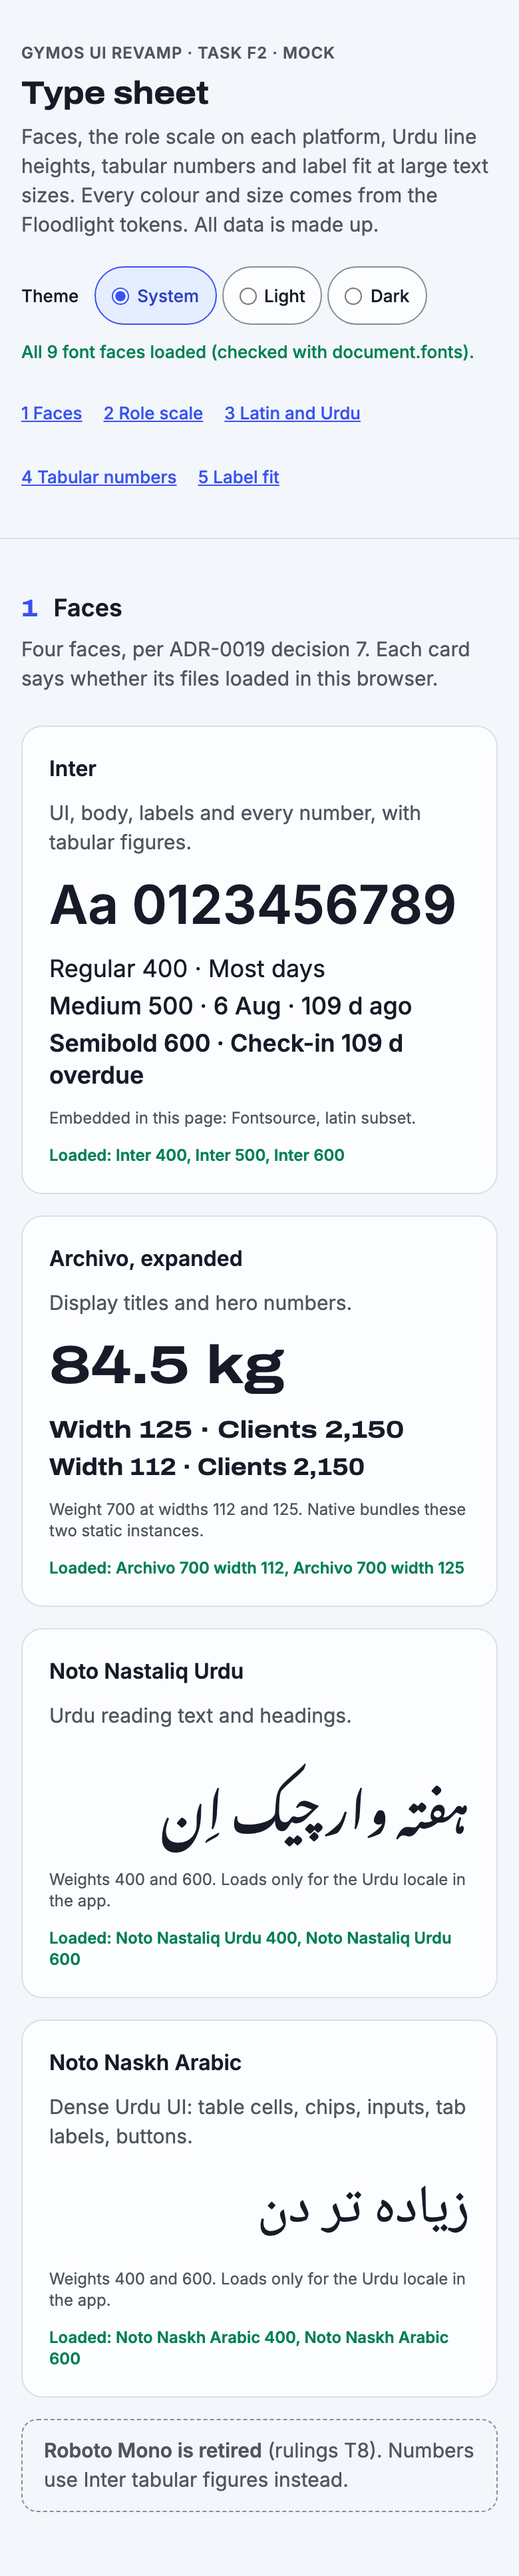 GYMOS UI REVAMP · TASK F2 · MOCK
Type sheet
Faces, the role scale on each platform, Urdu line
heights, tabular numbers and label fit at large text
sizes. Every colour and size comes from the
Floodlight tokens. All data is made up.
Theme System Light Dark
All 9 font faces loaded (checked with document.fonts).
1 Faces 2 Role scale 3 Latin and Urdu
4 Tabular numbers 5 Label fit
1 Faces
Four faces, per ADR-0019 decision 7. Each card
says whether its files loaded in this browser.
Inter
UI, body, labels and every number, with
tabular figures.
Aa 0123456789
Regular 400 · Most days
Medium 500 · 6 Aug · 109 d ago
Semibold 600 · Check-in 109 d
overdue
Embedded in this page: Fontsource, latin subset.
Loaded: Inter 400, Inter 500, Inter 600
Archivo, expanded
Display titles and hero numbers.
84.5 kg
Width 125 · Clients 2,150
Width 112 · Clients 2,150
Weight 700 at widths 112 and 125. Native bundles these
two static instances.
Loaded: Archivo 700 width 112, Archivo 700 width 125
Noto Nastaliq Urdu
Urdu reading text and headings.
ہفتہ وار چیک اِن
Weights 400 and 600. Loads only for the Urdu locale in
the app.
Loaded: Noto Nastaliq Urdu 400, Noto Nastaliq Urdu
600
Noto Naskh Arabic
Dense Urdu UI: table cells, chips, inputs, tab
labels, buttons.
زیادہ تر دن
Weights 400 and 600. Loads only for the Urdu locale in
the app.
Loaded: Noto Naskh Arabic 400, Noto Naskh Arabic
600
Roboto Mono is retired (rulings T8). Numbers
use Inter tabular figures instead.